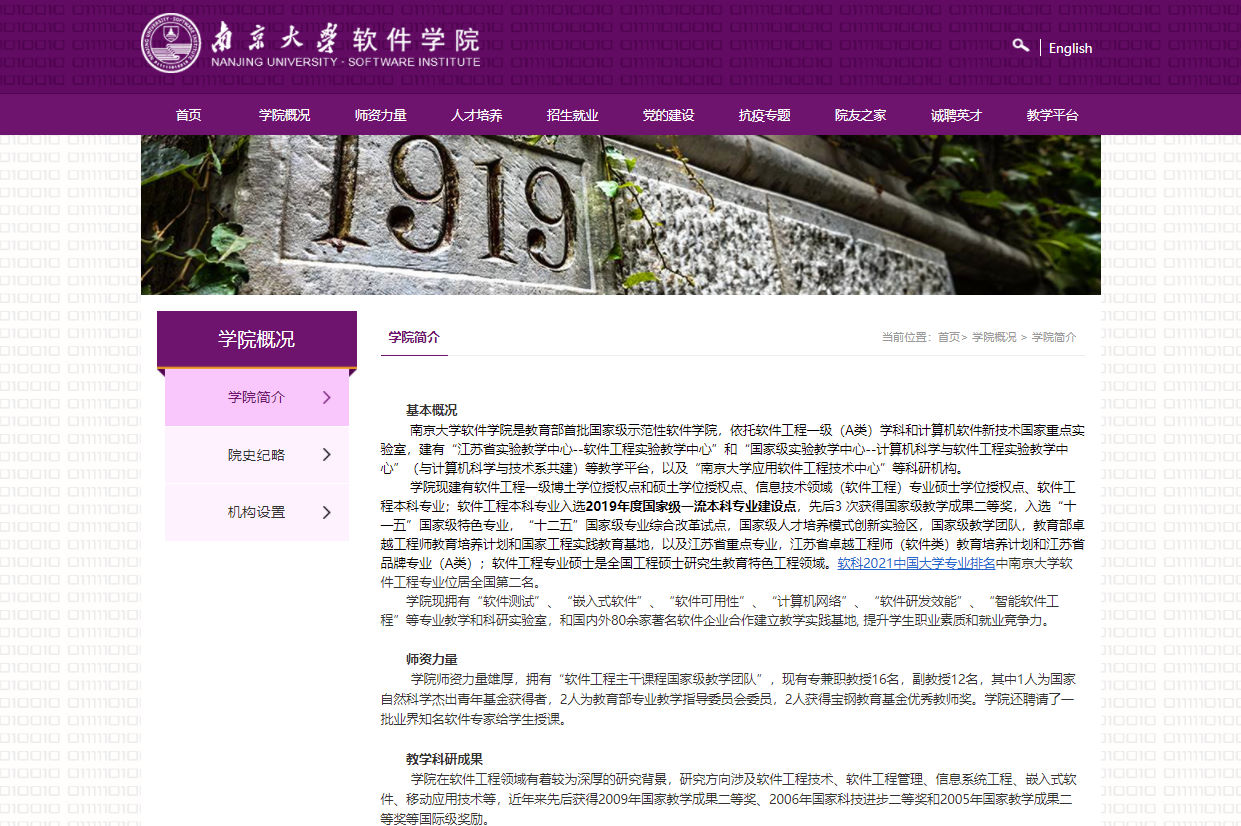 南京大学 软件学院
NANJING UNIVERSITY · SOFTWARE INSTITUTE
English
首页 学院概况 师资力量 人才培养 招生就业 党的建设 抗疫专题 院友之家 诚聘英才 教学平台
1919
学院概况
学院简介
院史纪略
机构设置
学院简介
当前位置：首页> 学院概况 > 学院简介
基本概况
南京大学软件学院是教育部首批国家级示范性软件学院，依托软件工程一级（A类）学科和计算机软件新技术国家重点实
验室，建有“江苏省实验教学中心--软件工程实验教学中心”和“国家级实验教学中心--计算机科学与软件工程实验教学中
心”（与计算机科学与技术系共建）等教学平台，以及“南京大学应用软件工程技术中心”等科研机构。
学院现建有软件工程一级博士学位授权点和硕士学位授权点、信息技术领域（软件工程）专业硕士学位授权点、软件工
程本科专业；软件工程本科专业入选2019年度国家级一流本科专业建设点，先后3 次获得国家级教学成果二等奖，入选“十
一五”国家级特色专业，“十二五”国家级专业综合改革试点，国家级人才培养模式创新实验区，国家级教学团队，教育部卓
越工程师教育培养计划和国家工程实践教育基地，以及江苏省重点专业，江苏省卓越工程师（软件类）教育培养计划和江苏省
品牌专业（A类）；软件工程专业硕士是全国工程硕士研究生教育特色工程领域。软科2021中国大学专业排名中南京大学软
件工程专业位居全国第二名。
学院现拥有“软件测试”、“嵌入式软件”、“软件可用性”、“计算机网络”、“软件研发效能”、“智能软件工
程”等专业教学和科研实验室，和国内外80余家著名软件企业合作建立教学实践基地, 提升学生职业素质和就业竞争力。
师资力量
学院师资力量雄厚，拥有“软件工程主干课程国家级教学团队”，现有专兼职教授16名，副教授12名，其中1人为国家
自然科学杰出青年基金获得者，2人为教育部专业教学指导委员会委员，2人获得宝钢教育基金优秀教师奖。学院还聘请了一
批业界知名软件专家给学生授课。
教学科研成果
学院在软件工程领域有着较为深厚的研究背景，研究方向涉及软件工程技术、软件工程管理、信息系统工程、嵌入式软
件、移动应用技术等，近年来先后获得2009年国家教学成果二等奖、2006年国家科技进步二等奖和2005年国家教学成果二
等奖等国际级奖励。